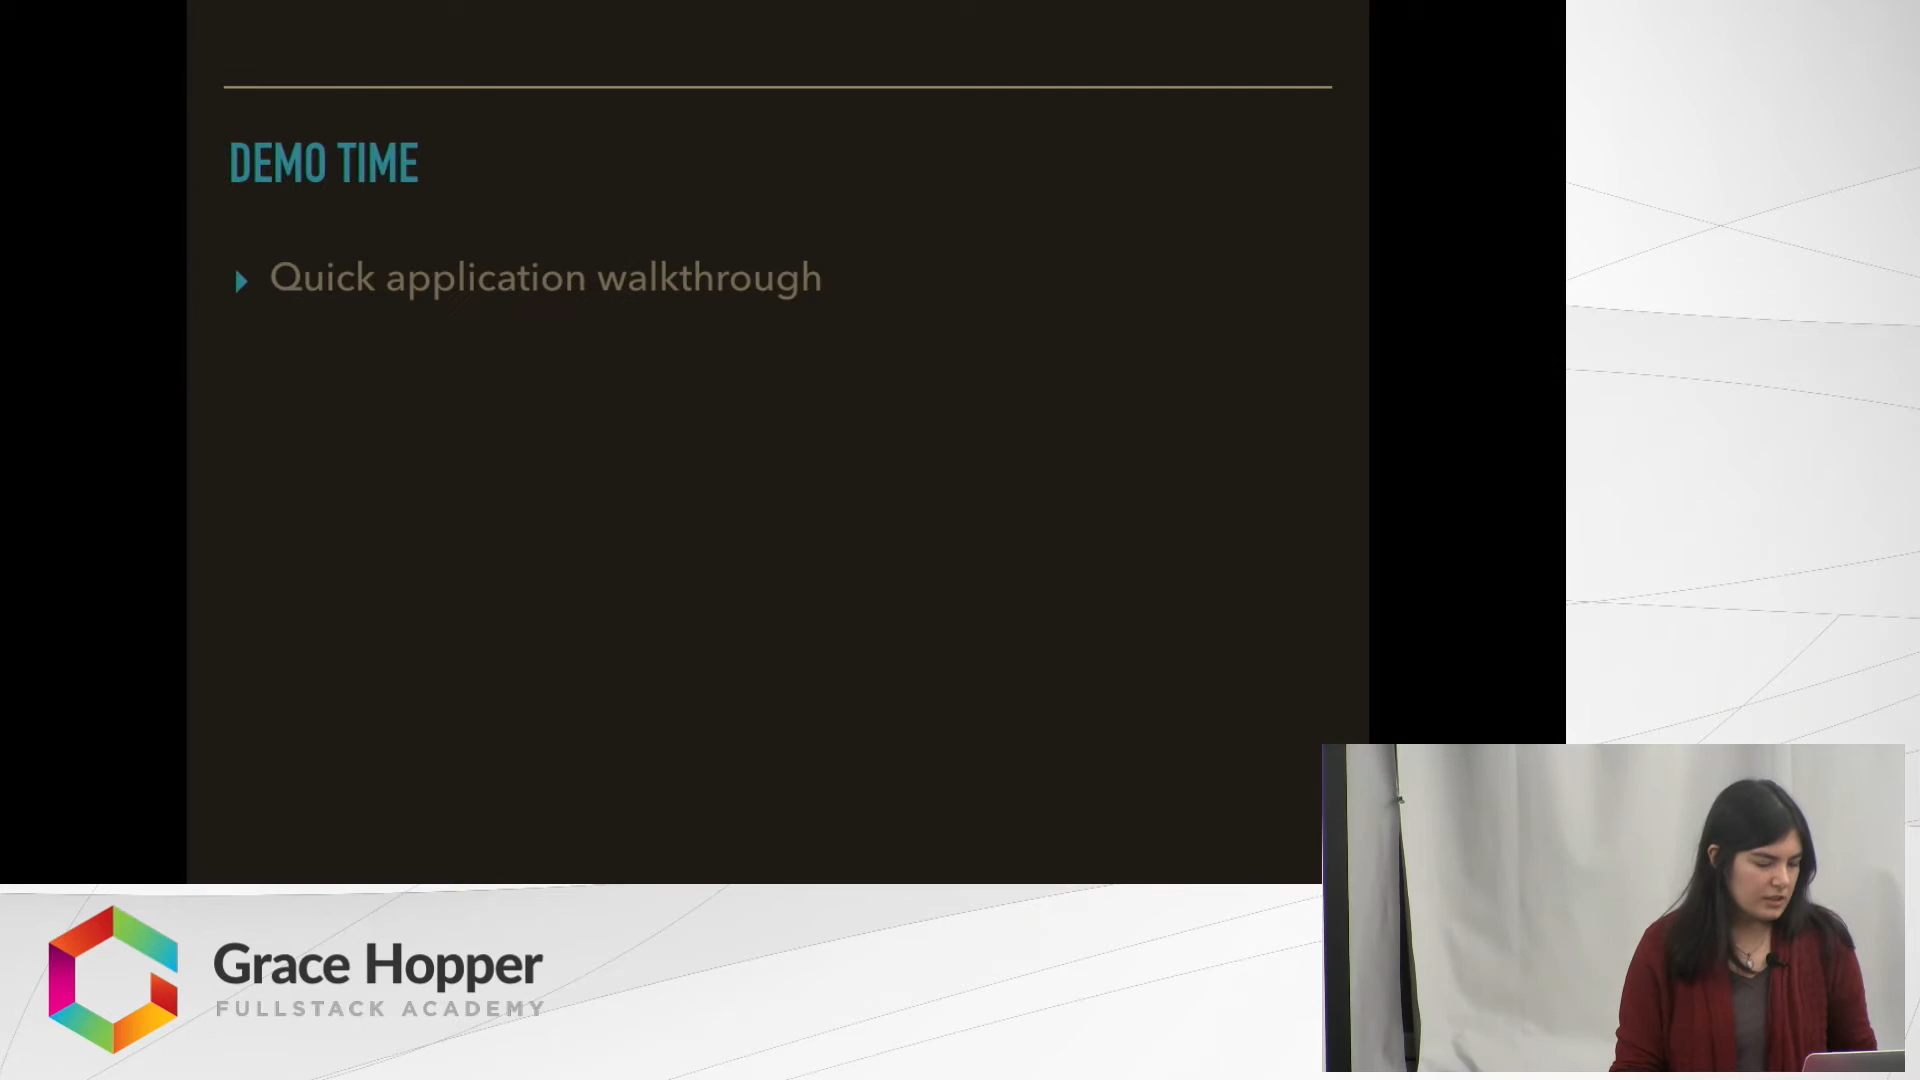 DEMO TIME
Quick application walkthrough
Grace Hopper
FULLSTACK ACADEMY